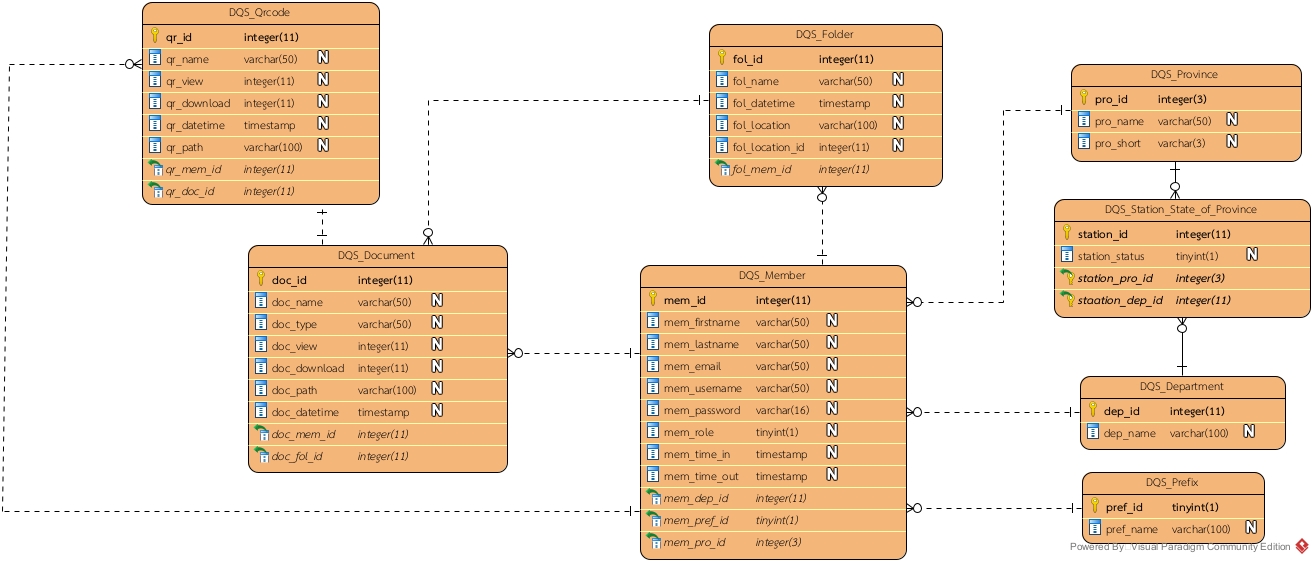 DQS_Qrcode
qr_id integer(11)
qr_name varchar(50) N
qr_view integer(11) N
qr_download integer(11) N
qr_datetime timestamp N
qr_path varchar(100) N
qr_mem_id integer(11)
qr_doc_id integer(11)
DQS_Folder
fol_id integer(11)
fol_name varchar(50) N
fol_datetime timestamp N
fol_location varchar(100) N
fol_location_id integer(11) N
fol_mem_id integer(11)
DQS_Province
pro_id integer(3)
pro_name varchar(50) N
pro_short varchar(3) N
DQS_Station_State_of_Province
station_id integer(11)
station_status tinyint(1) N
station_pro_id integer(3)
staation_dep_id integer(11)
DQS_Document
doc_id integer(11)
doc_name varchar(50) N
doc_type varchar(50) N
doc_view integer(11) N
doc_download integer(11) N
doc_path varchar(100) N
doc_datetime timestamp N
doc_mem_id integer(11)
doc_fol_id integer(11)
DQS_Member
mem_id integer(11)
mem_firstname varchar(50) N
mem_lastname varchar(50) N
mem_email varchar(50) N
mem_username varchar(50) N
mem_password varchar(16) N
mem_role tinyint(1) N
mem_time_in timestamp N
mem_time_out timestamp N
mem_dep_id integer(11)
mem_pref_id tinyint(1)
mem_pro_id integer(3)
DQS_Department
dep_id integer(11)
dep_name varchar(100) N
DQS_Prefix
pref_id tinyint(1)
pref_name varchar(100) N
Powered By Visual Paradigm Community Edition